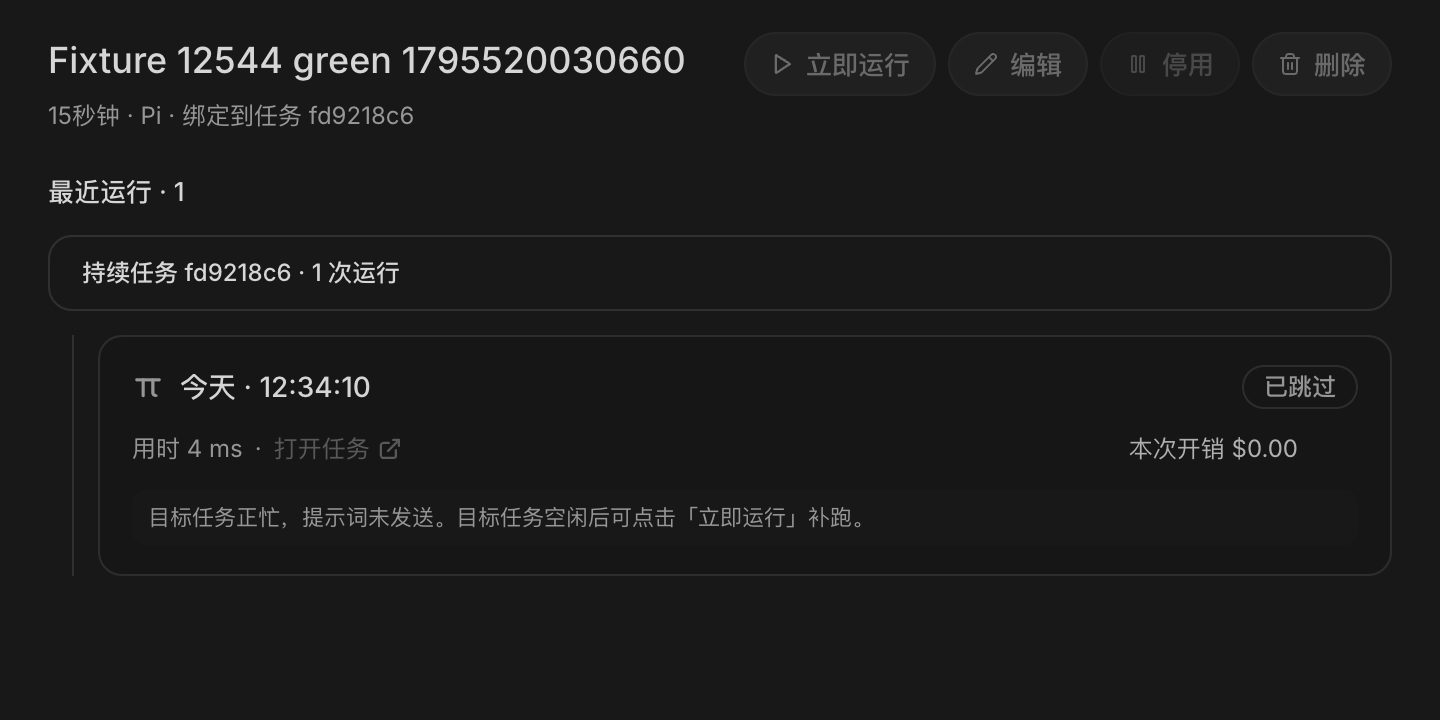 Fixture 12544 green 1795520030660
立即运行
编辑
停用
删除
15秒钟 · Pi · 绑定到任务 fd9218c6
最近运行 · 1
持续任务 fd9218c6 · 1 次运行
π 今天 · 12:34:10
已跳过
用时 4 ms · 打开任务
本次开销 $0.00
目标任务正忙，提示词未发送。目标任务空闲后可点击「立即运行」补跑。